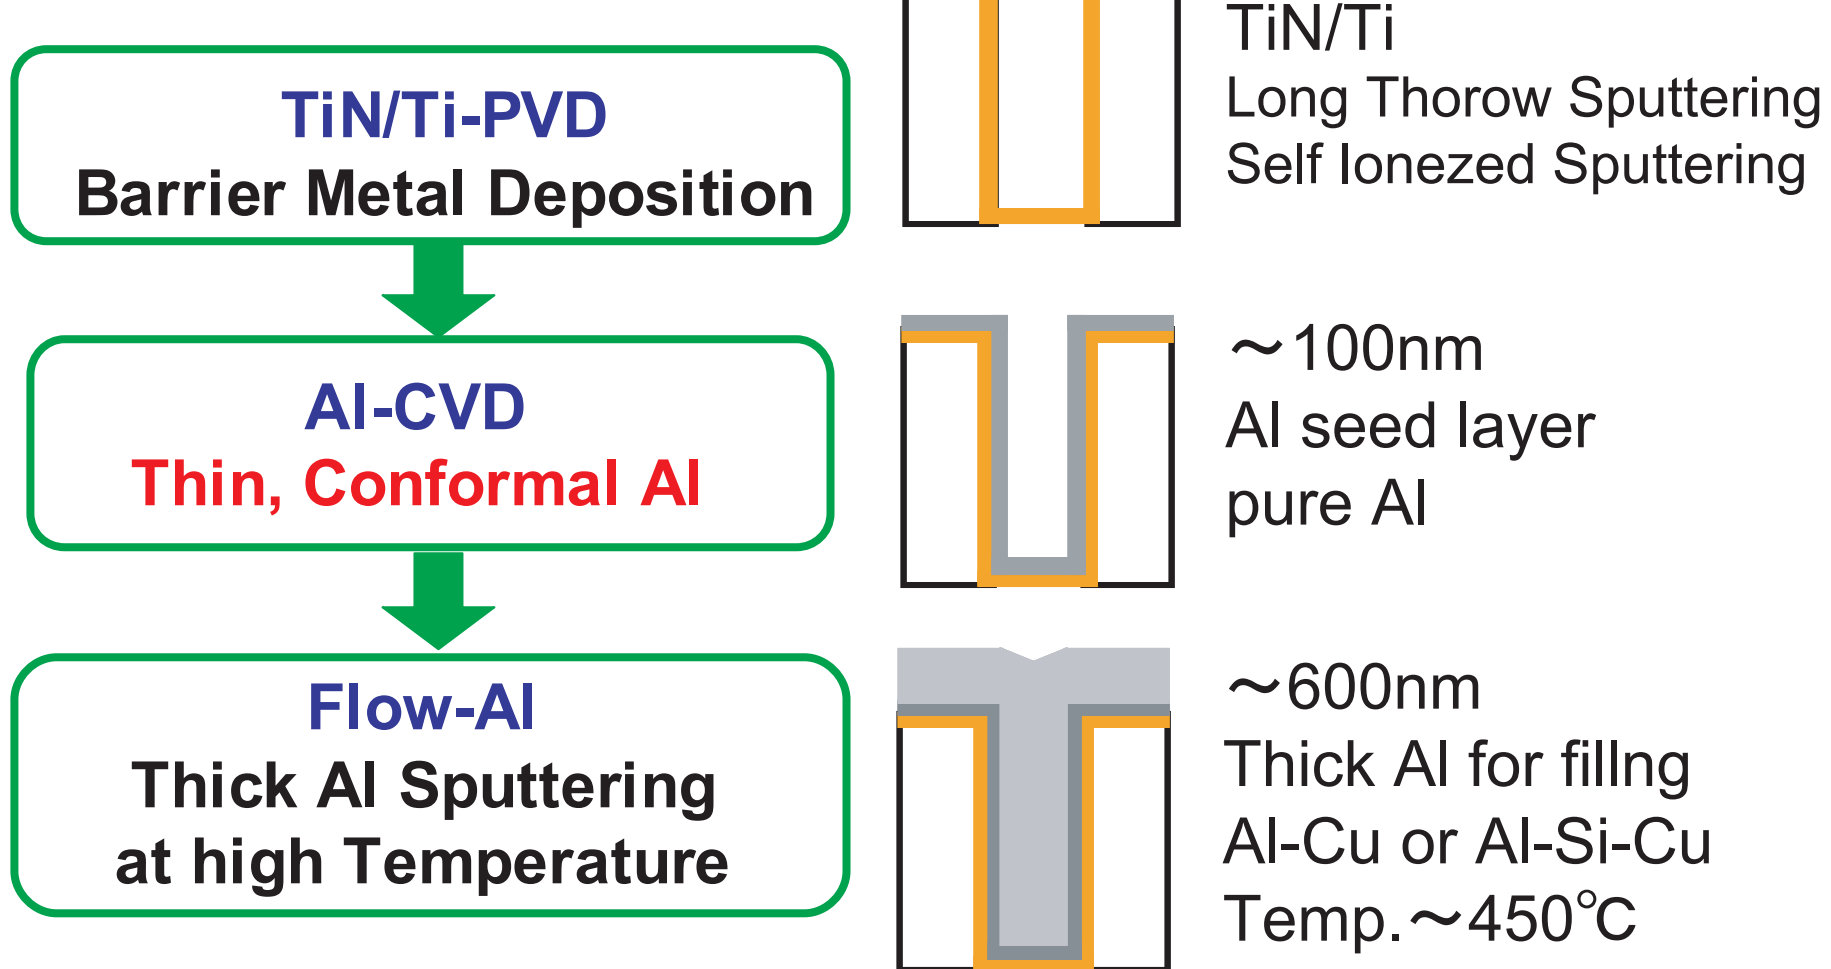 TiN/Ti-PVD
Barrier Metal Deposition
TiN/Ti
Long Thorow Sputtering
Self Ionezed Sputtering
Al-CVD
Thin, Conformal Al
～100nm
Al seed layer
pure Al
Flow-Al
Thick Al Sputtering
at high Temperature
～600nm
Thick Al for fillng
Al-Cu or Al-Si-Cu
Temp.～450℃